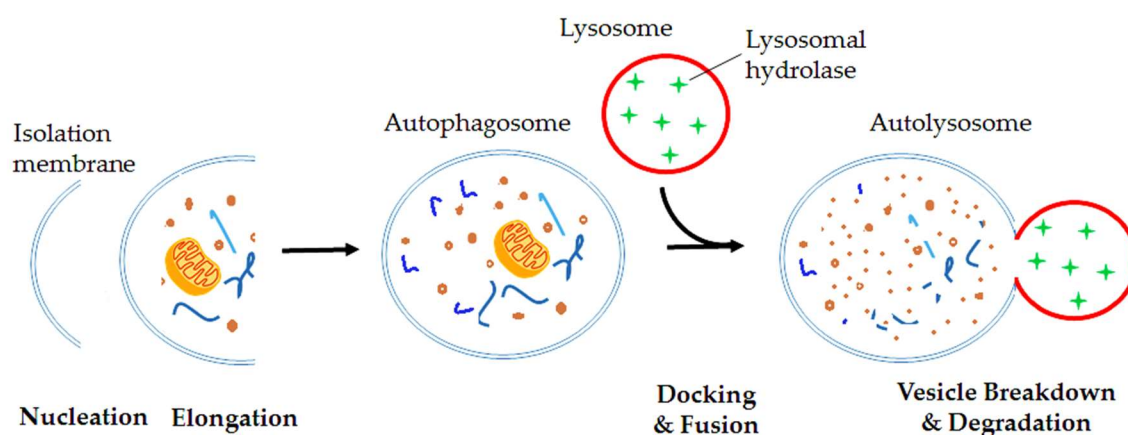 Lysosome
Lysosomal
hydrolase
Isolation
membrane
Autophagosome
Autolysosome
Nucleation
Elongation
Docking
& Fusion
Vesicle Breakdown
& Degradation